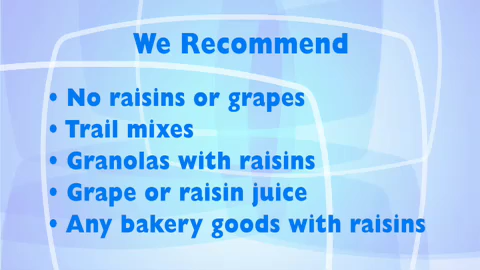 We Recommend
• No raisins or grapes
• Trail mixes
• Granolas with raisins
• Grape or raisin juice
• Any bakery goods with raisins